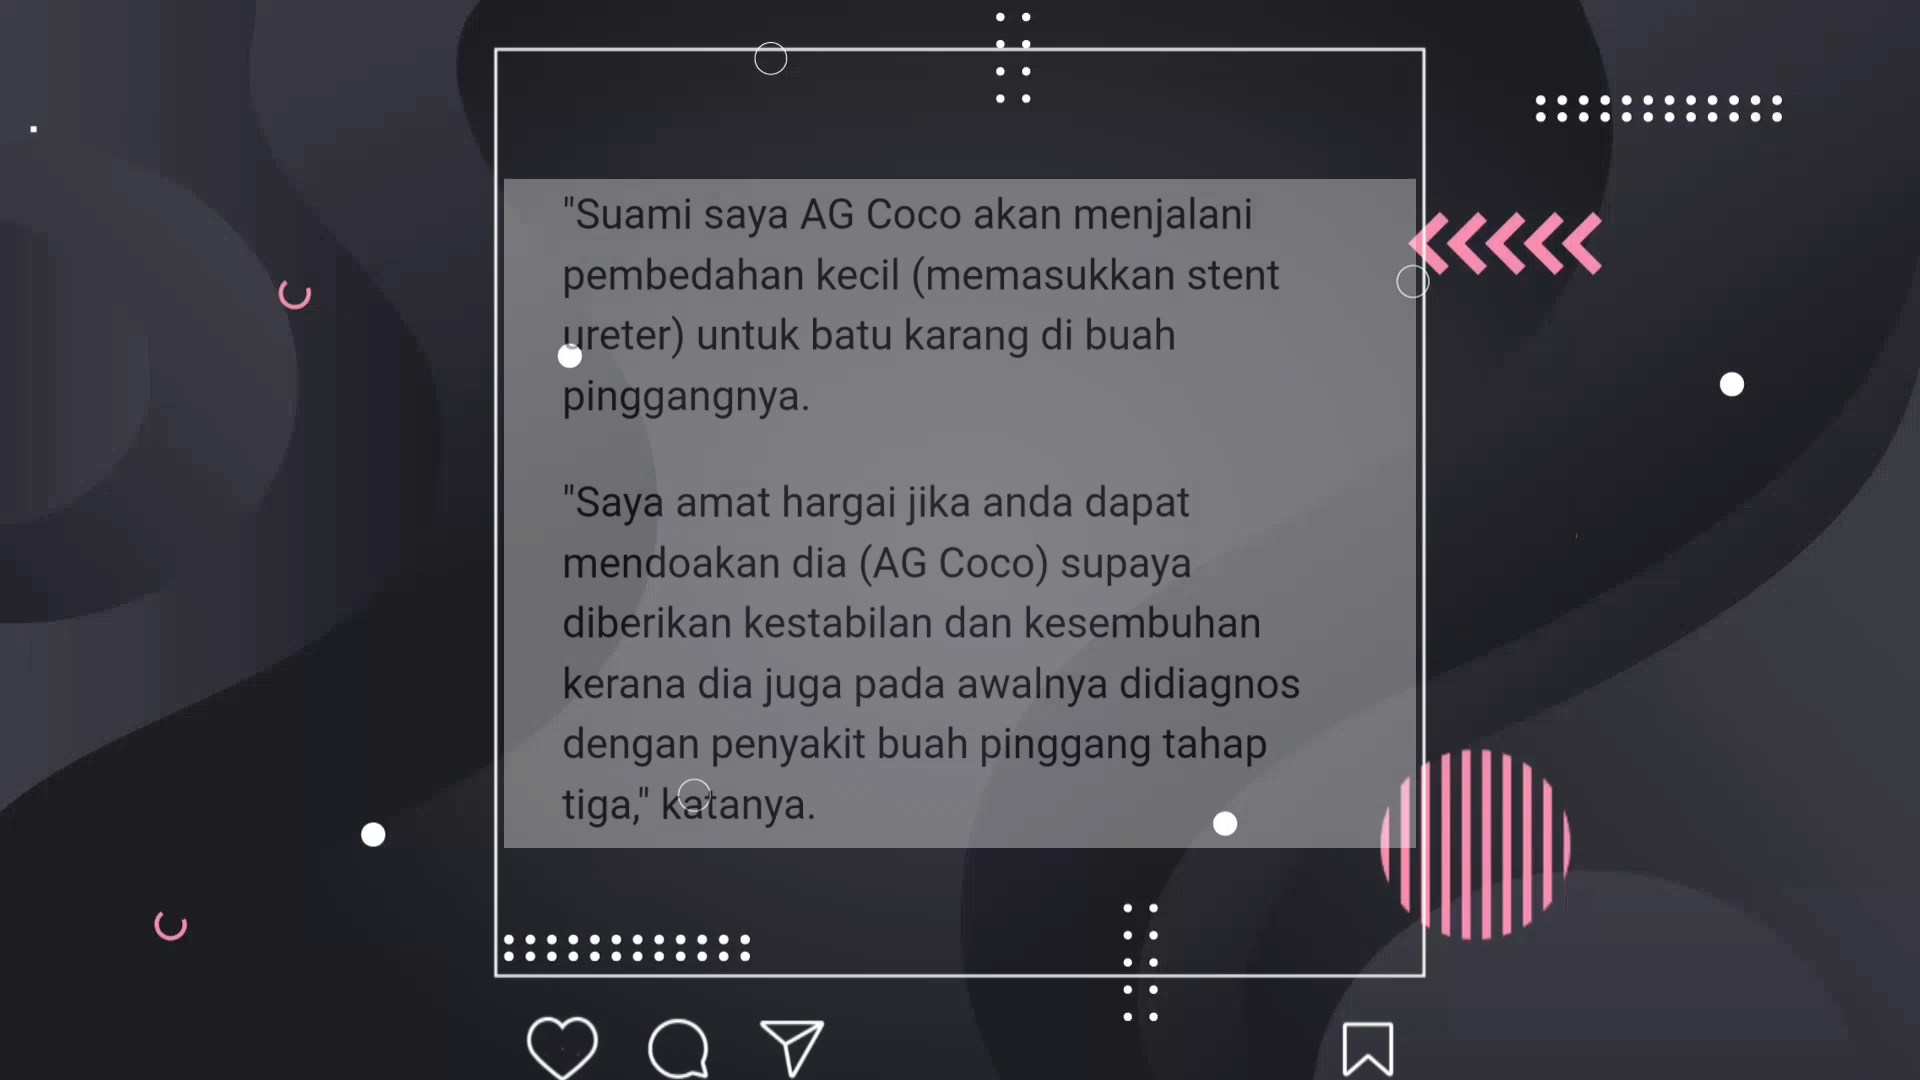 "Suami saya AG Coco akan menjalani
pembedahan kecil (memasukkan stent
ureter) untuk batu karang di buah
pinggangnya.
"Saya amat hargai jika anda dapat
mendoakan dia (AG Coco) supaya
diberikan kestabilan dan kesembuhan
kerana dia juga pada awalnya didiagnos
dengan penyakit buah pinggang tahap
tiga," katanya.